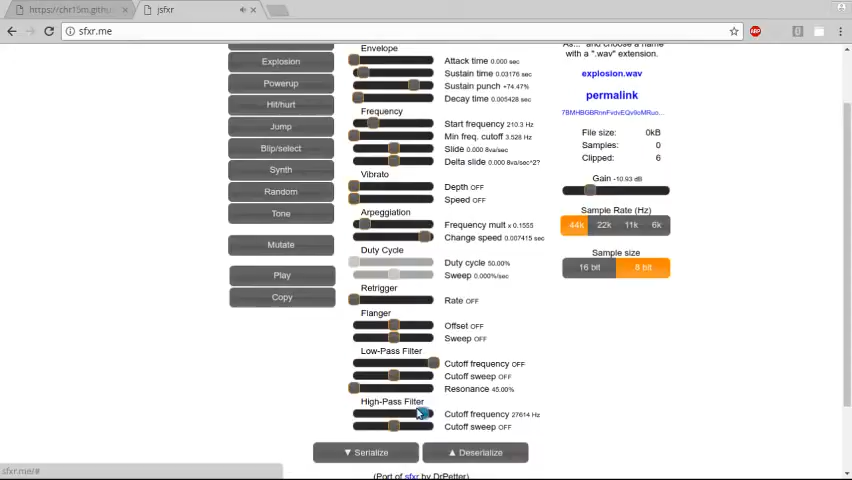 https://chr15m.githu
jsfxr
sfxr.me
ABP
Explosion
Powerup
Hit/hurt
Jump
Blip/select
Synth
Random
Tone
Mutate
Play
Copy
Envelope
Attack time 0.000 sec
Sustain time 0.03176 sec
Sustain punch +74.47%
Decay time 0.005428 sec
Frequency
Start frequency 210.3 Hz
Min freq. cutoff 3.528 Hz
Slide 0.000 8va/sec
Delta slide 0.000 8va/sec^2?
Vibrato
Depth OFF
Speed OFF
Arpeggiation
Frequency mult x 0.1555
Change speed 0.007415 sec
Duty Cycle
Duty cycle 50.00%
Sweep 0.000%/sec
Retrigger
Rate OFF
Flanger
Offset OFF
Sweep OFF
Low-Pass Filter
Cutoff frequency OFF
Cutoff sweep OFF
Resonance 45.00%
High-Pass Filter
Cutoff frequency 27614 Hz
Cutoff sweep OFF
▼ Serialize
▲ Deserialize
(Port of sfxr by DrPetter)
As..." and choose a name
with a ".wav" extension.
explosion.wav
permalink
File size: 0kB
Samples: 0
Clipped: 6
Gain -10.93 dB
Sample Rate (Hz)
44k 22k 11k 6k
Sample size
16 bit 8 bit
sfxr.me/#